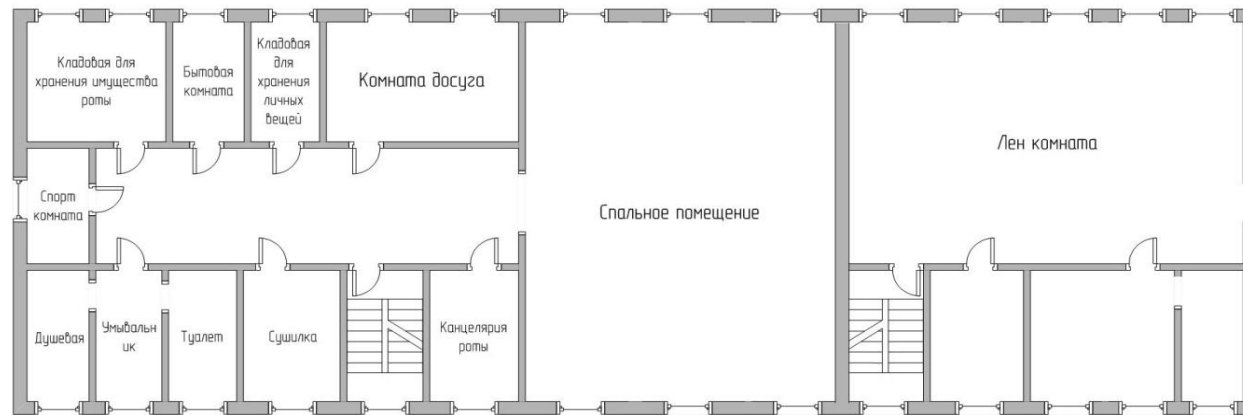 Кладовая для
хранения имущества
роты
Бытовая
комната
Кладовая
для
хранения
личных
вещей
Комната досуга
Лен комната
Спорт
комната
Спальное помещение
Душевая
Умывальн
ик
Туалет
Сушилка
Канцелярия
роты